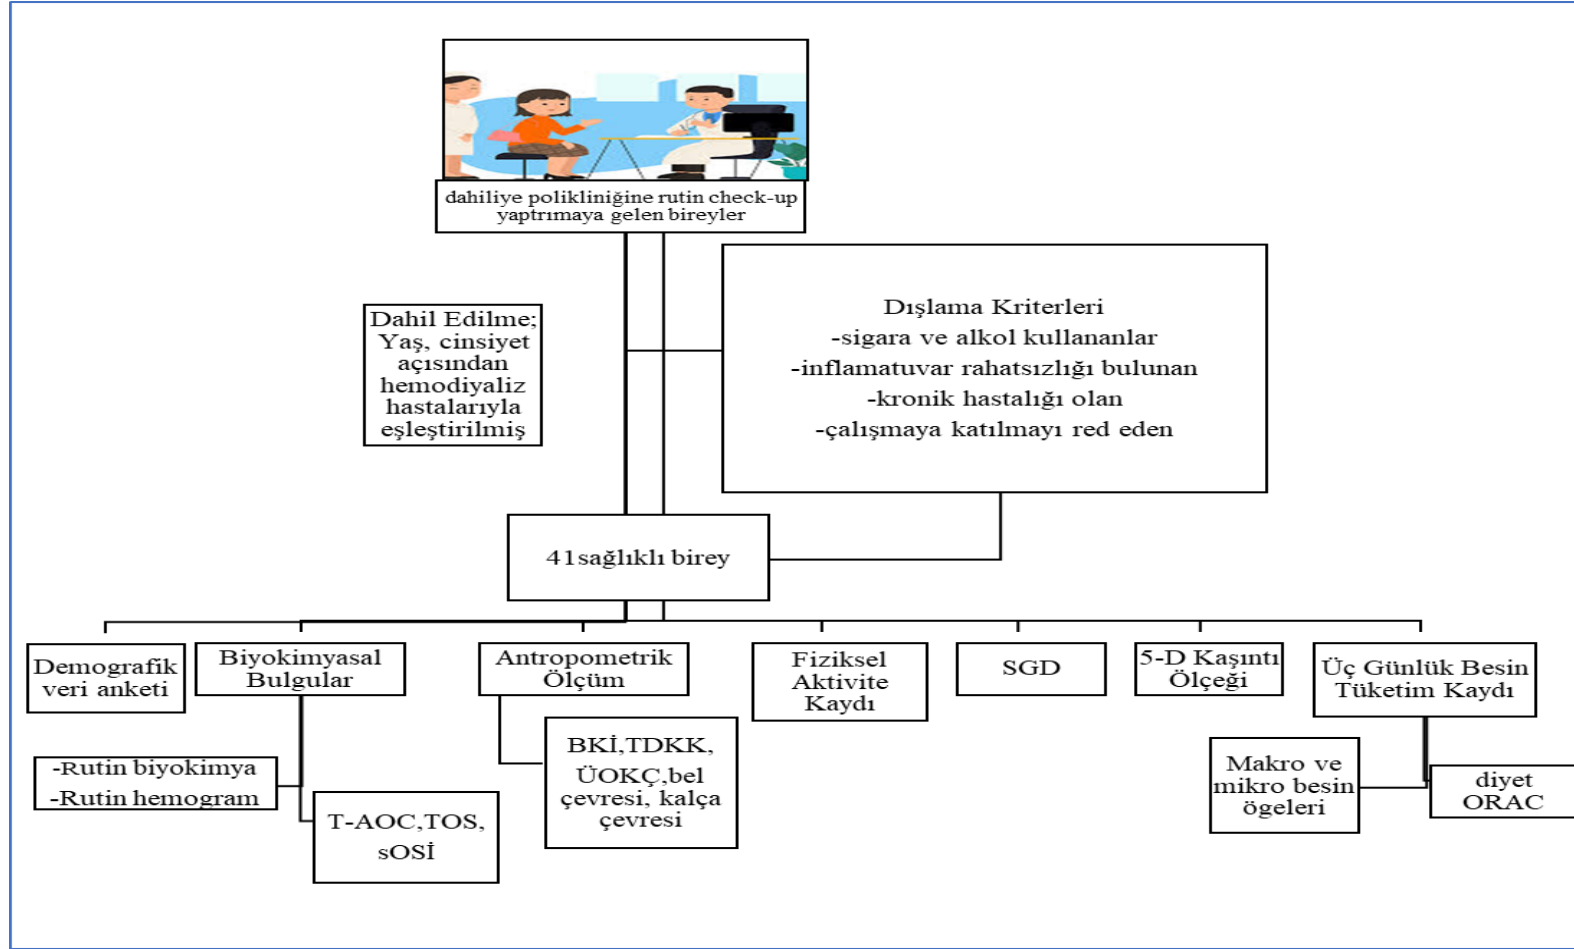 dahiliye polikliniğine rutin check-up
yaptrımaya gelen bireyler
Dahil Edilme;
Yaş, cinsiyet
açısından
hemodiyaliz
hastalarıyla
eşleştirilmiş
Dışlama Kriterleri
-sigara ve alkol kullananlar
-inflamatuvar rahatsızlığı bulunan
-kronik hastalığı olan
-çalışmaya katılmayı red eden
41sağlıklı birey
Demografik
veri anketi
Biyokimyasal
Bulgular
Antropometrik
Ölçüm
Fiziksel
Aktivite
Kaydı
SGD
5-D Kaşıntı
Ölçeği
Üç Günlük Besin
Tüketim Kaydı
-Rutin biyokimya
-Rutin hemogram
T-AOC,TOS,
sOSİ
BKİ,TDKK,
ÜOKÇ,bel
çevresi, kalça
çevresi
Makro ve
mikro besin
ögeleri
diyet
ORAC